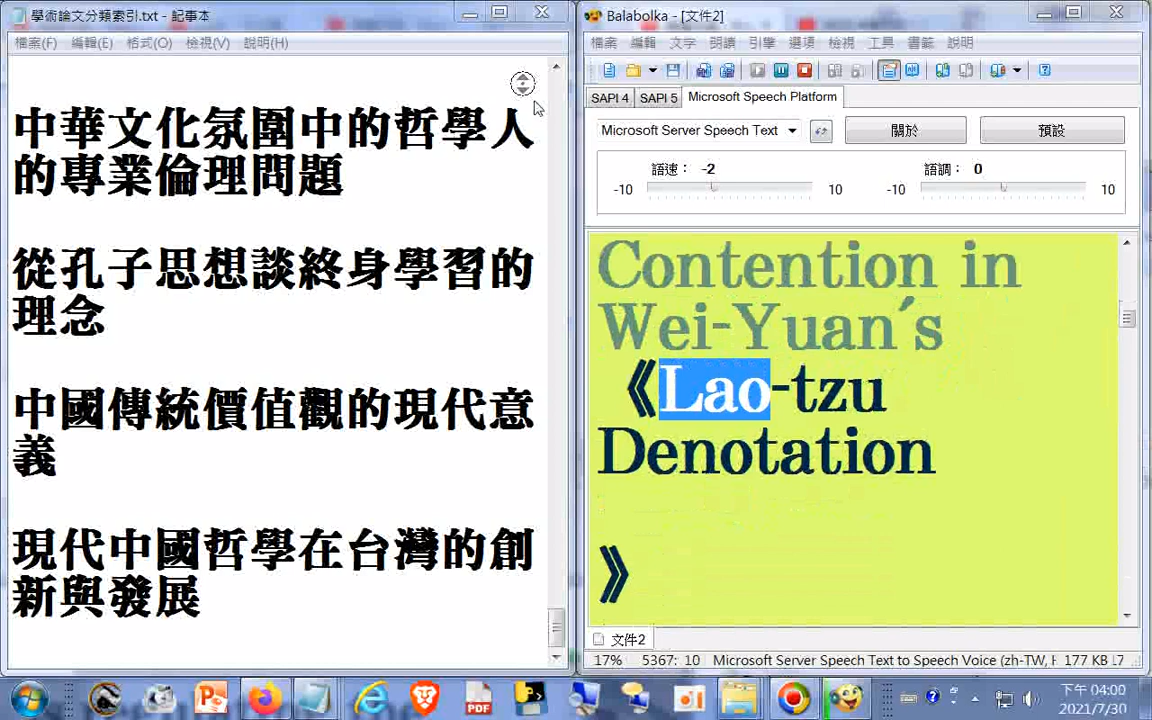 學術論文分類索引.txt - 記事本
檔案(F) 編輯(E) 格式(O) 檢視(V) 說明(H)
中華文化氛圍中的哲學人
的專業倫理問題
從孔子思想談終身學習的
理念
中國傳統價值觀的現代意
義
現代中國哲學在台灣的創
新與發展
Balabolka - [文件2]
檔案 編輯 文字 朗讀 引擎 選項 檢視 工具 書籤 說明
SAPI 4 SAPI 5 Microsoft Speech Platform
Microsoft Server Speech Text 關於 預設
語速： -2 語調： 0
-10 10 -10 10
Contention in
Wei-Yuan´s
《Lao-tzu
Denotation
》
文件2
17% 5367: 10 Microsoft Server Speech Text to Speech Voice (zh-TW, 177 KB
PDF
下午 04:00
2021/7/30